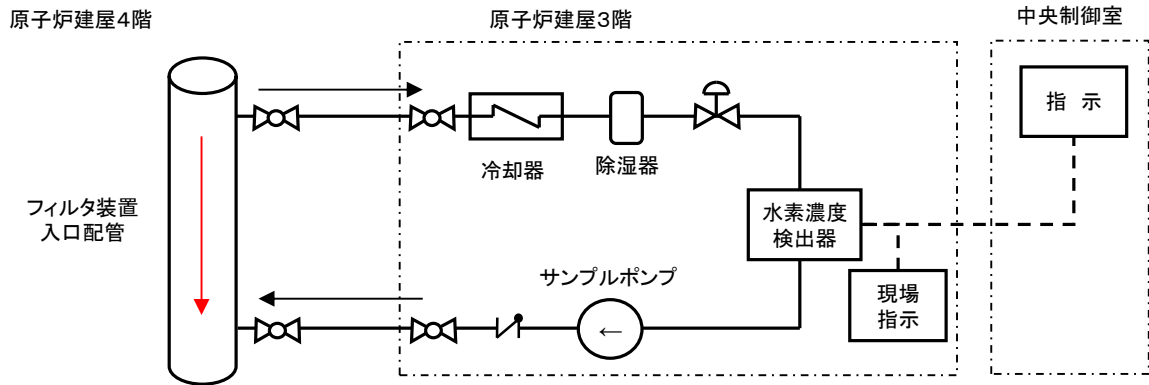 原子炉建屋4階
原子炉建屋3階
中央制御室
指 示
冷却器
除湿器
フィルタ装置
入口配管
水素濃度
検出器
サンプルポンプ
現場
指示
←